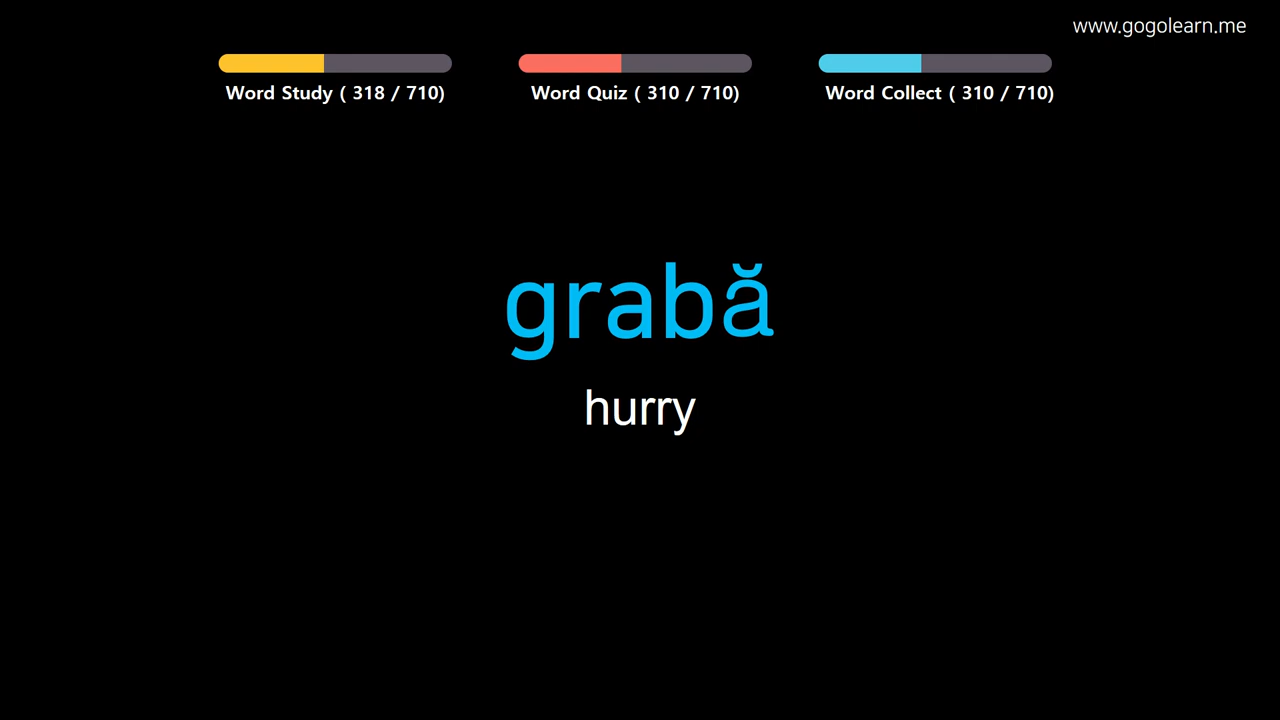 www.gogolearn.me
Word Study ( 318 / 710)
Word Quiz ( 310 / 710)
Word Collect ( 310 / 710)
grabă
hurry